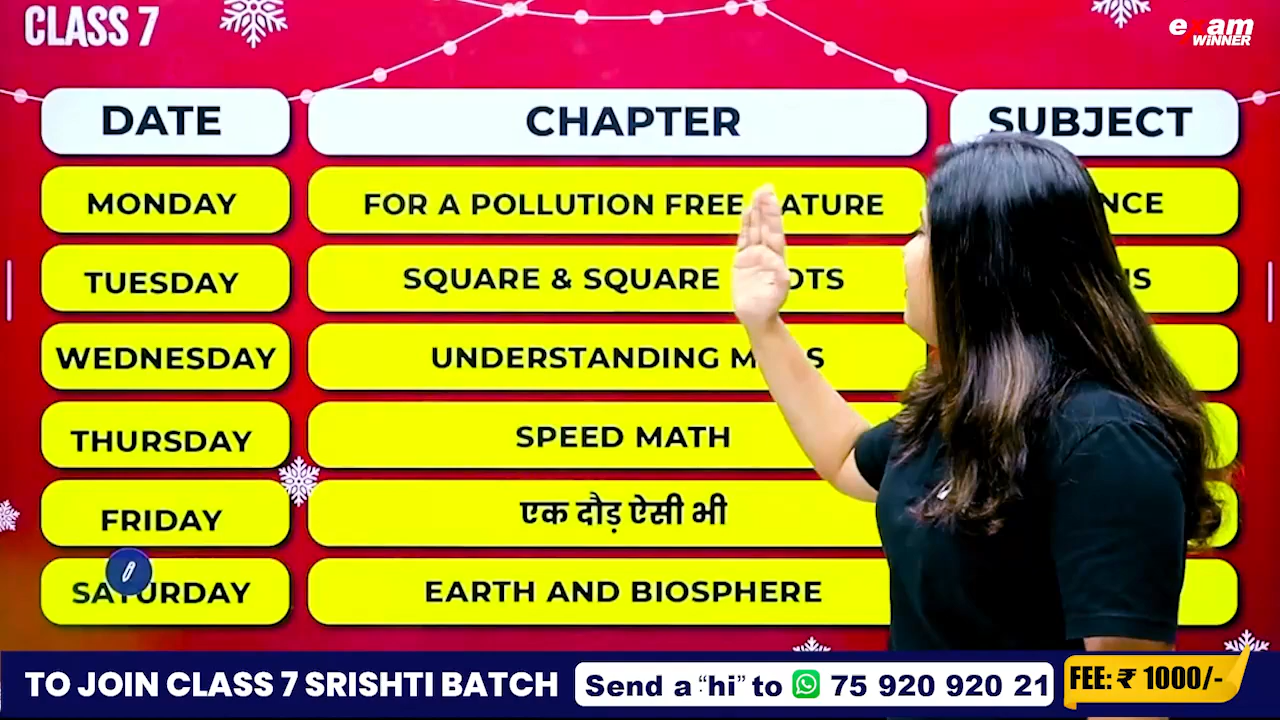 CLASS 7
exam
WINNER
DATE CHAPTER SUBJECT
MONDAY FOR A POLLUTION FREE ATURE NCE
TUESDAY SQUARE & SQUARE OTS
WEDNESDAY UNDERSTANDING M S
THURSDAY SPEED MATH
FRIDAY एक दौड़ ऐसी भी
SATURDAY EARTH AND BIOSPHERE
TO JOIN CLASS 7 SRISHTI BATCH Send a “hi” to 75 920 920 21 FEE: ₹ 1000/-